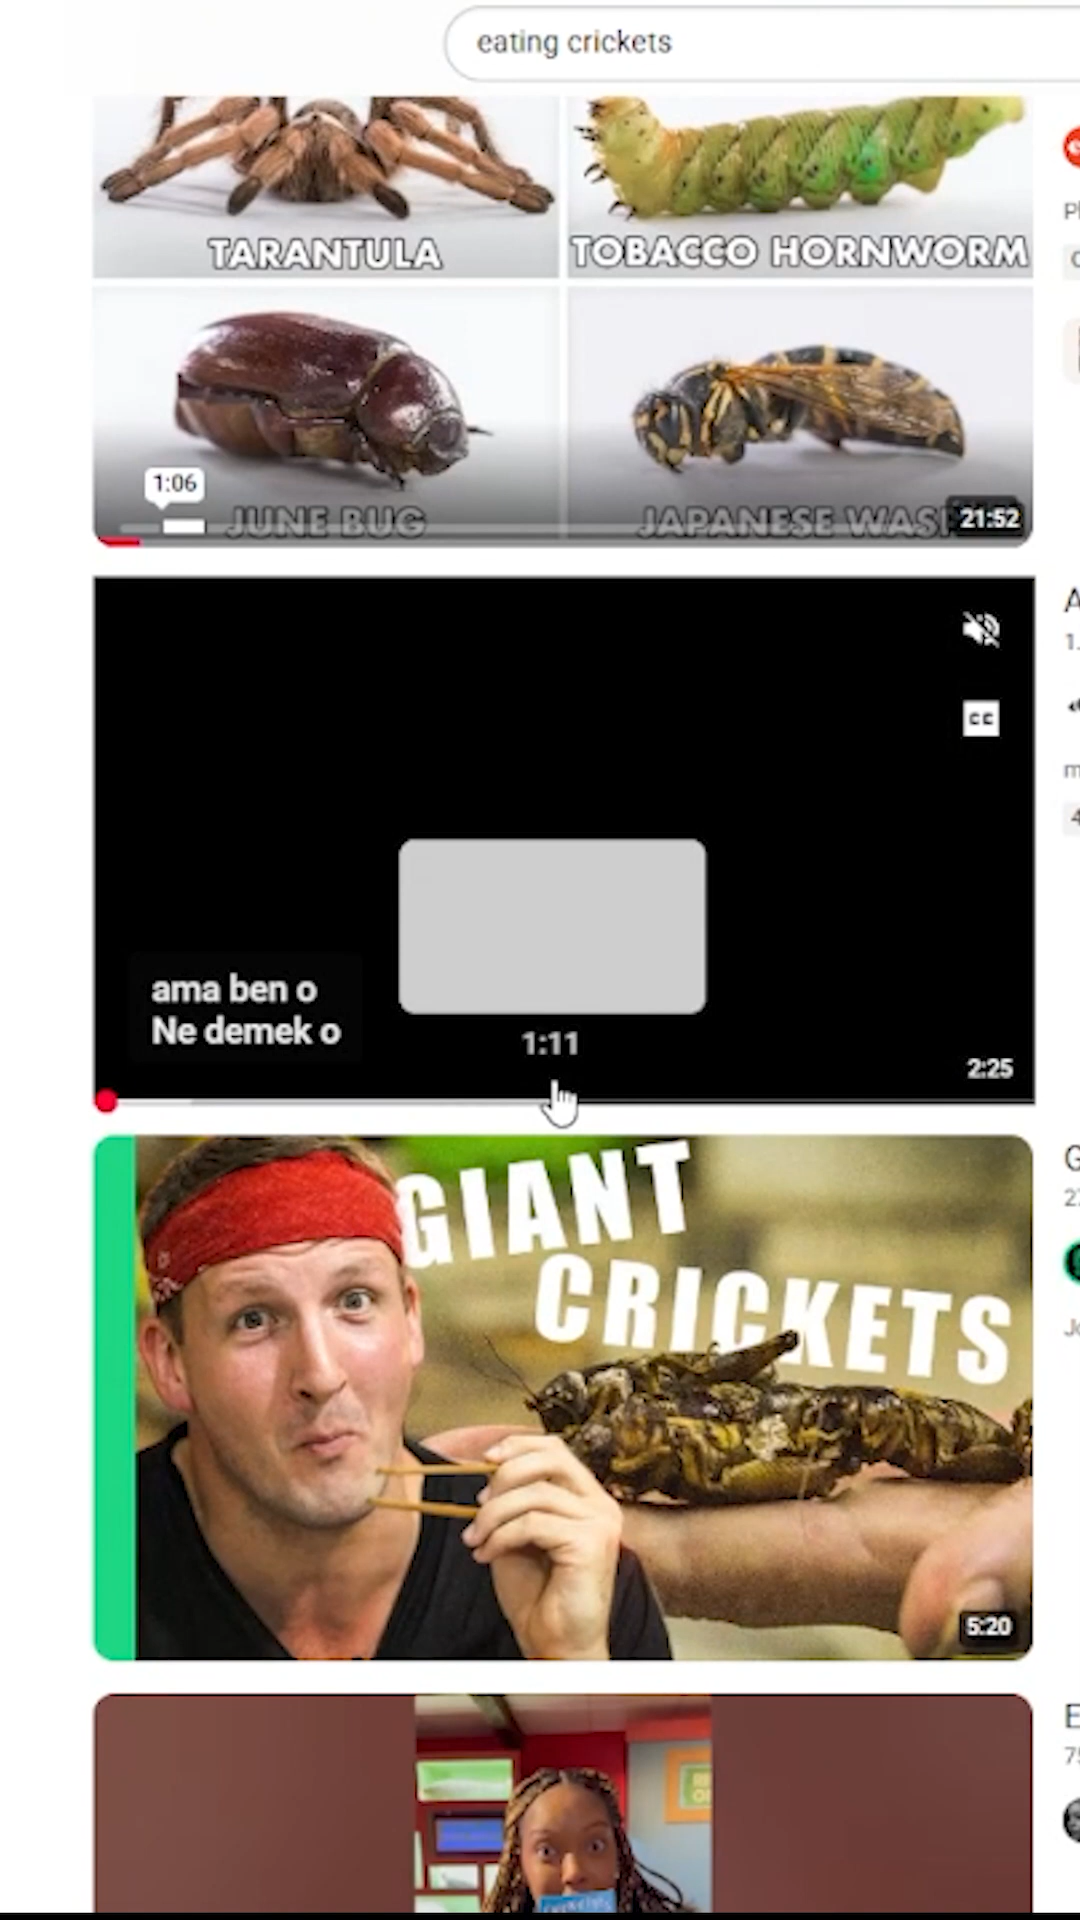 eating crickets
TARANTULA
TOBACCO HORNWORM
1:06
JUNE BUG
JAPANESE
21:52
CC
ama ben o
Ne demek o
1:11
2:25
GIANT
CRICKETS
5:20